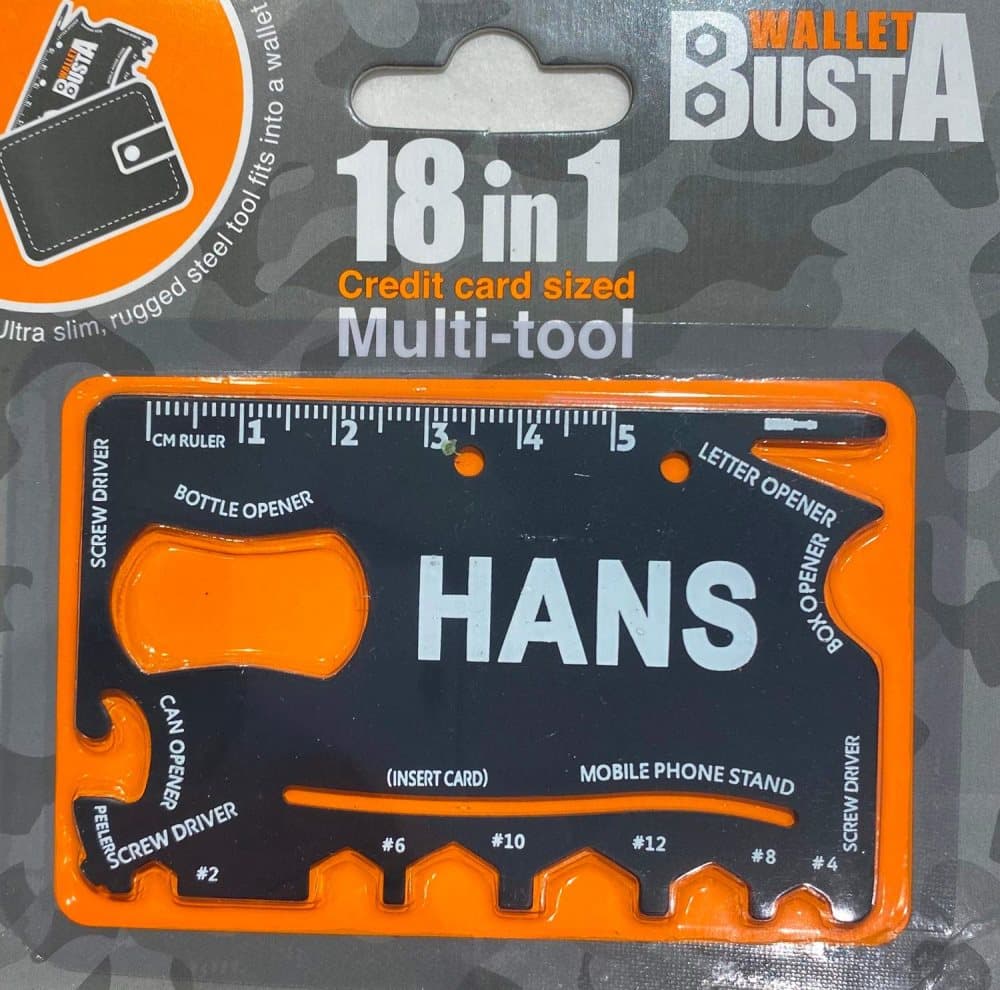 WALLET
BUSTA
Ultra slim, rugged steel tool fits into a wallet
WALLET
BUSTA
18 in 1
Credit card sized
Multi-tool
CM RULER 1 2 3 4 5
SCREW DRIVER
BOTTLE OPENER
LETTER OPENER
BOX OPENER
HANS
CAN OPENER
PEELER
SCREW DRIVER
(INSERT CARD)
MOBILE PHONE STAND
SCREW DRIVER
#2 #6 #10 #12 #8 #4